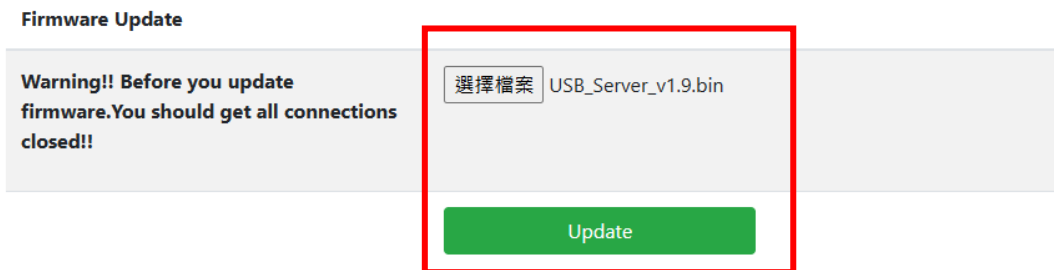 Firmware Update
Warning!! Before you update
firmware.You should get all connections
closed!!
選擇檔案 USB_Server_v1.9.bin
Update